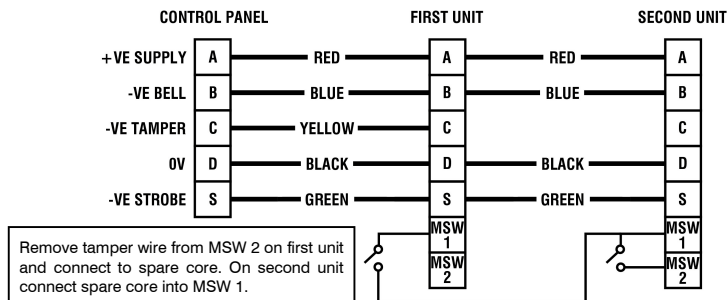 CONTROL PANEL FIRST UNIT SECOND UNIT
+VE SUPPLY A RED A RED A
-VE BELL B BLUE B BLUE B
-VE TAMPER C YELLOW C C
0V D BLACK D BLACK D
-VE STROBE S GREEN S GREEN S
MSW 1 MSW 1
MSW 2 MSW 2
Remove tamper wire from MSW 2 on first unit
and connect to spare core. On second unit
connect spare core into MSW 1.